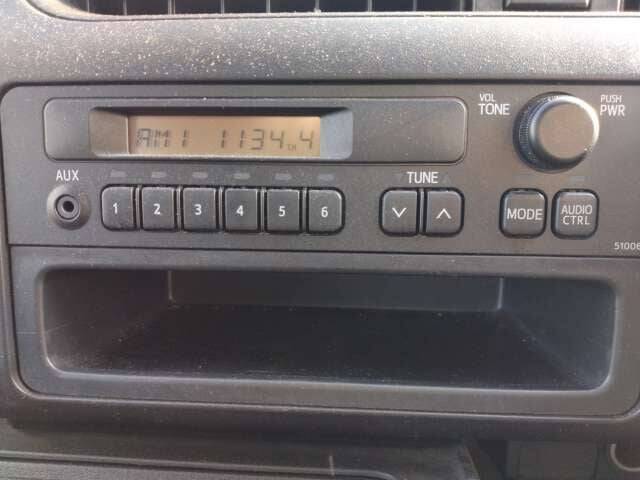 AM1 1134 CH 4
VOL
TONE
PUSH
PWR
AUX
TUNE
1 2 3 4 5 6
MODE
AUDIO
CTRL
51006